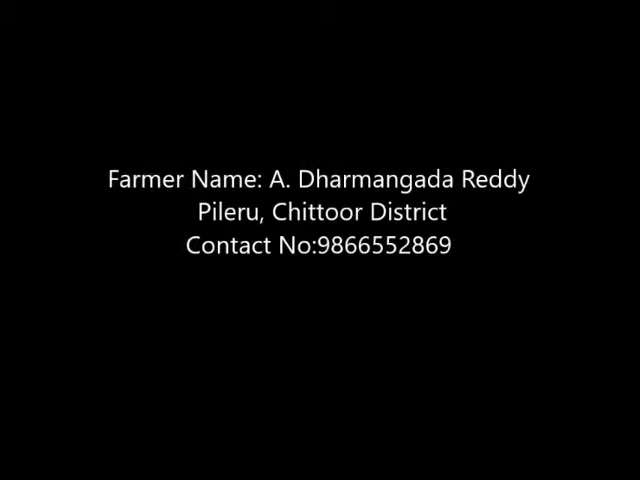 Farmer Name: A. Dharmangada Reddy
Pileru, Chittoor District
Contact No:9866552869